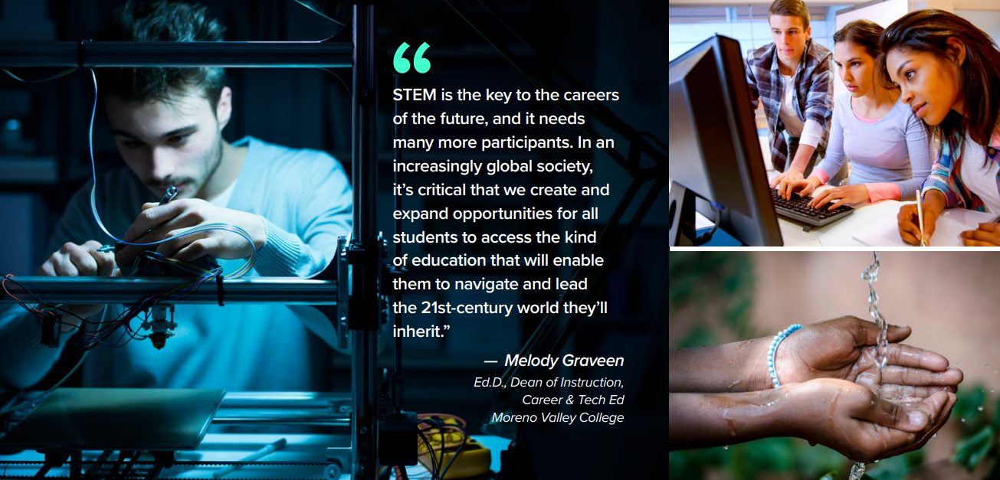 “
STEM is the key to the careers
of the future, and it needs
many more participants. In an
increasingly global society,
it’s critical that we create and
expand opportunities for all
students to access the kind
of education that will enable
them to navigate and lead
the 21st-century world they’ll
inherit.”
— Melody Graveen
Ed.D., Dean of Instruction,
Career & Tech Ed
Moreno Valley College